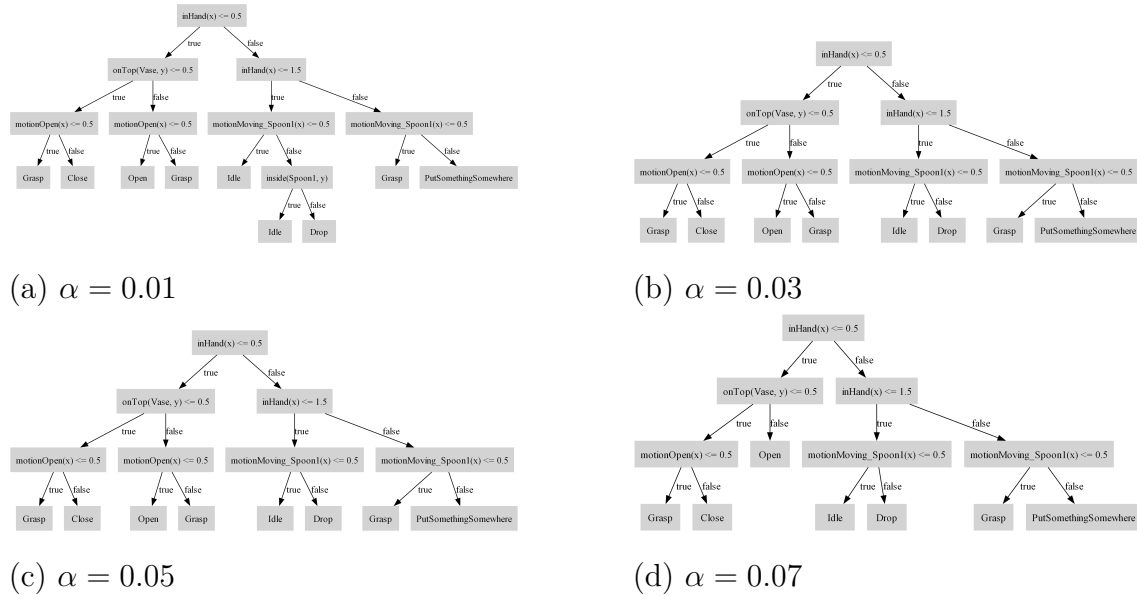 inHand(x) <= 0.5
true false
onTop(Vase, y) <= 0.5 inHand(x) <= 1.5
true false true false
motionOpen(x) <= 0.5 motionOpen(x) <= 0.5 motionMoving_Spoon1(x) <= 0.5 motionMoving_Spoon1(x) <= 0.5
true false true false true false true false
Grasp Close Open Grasp Idle inside(Spoon1, y) Grasp PutSomethingSomewhere
true false
Idle Drop
(a) α = 0.01
inHand(x) <= 0.5
true false
onTop(Vase, y) <= 0.5 inHand(x) <= 1.5
true false true false
motionOpen(x) <= 0.5 motionOpen(x) <= 0.5 motionMoving_Spoon1(x) <= 0.5 motionMoving_Spoon1(x) <= 0.5
true false true false true false true false
Grasp Close Open Grasp Idle Drop Grasp PutSomethingSomewhere
(b) α = 0.03
inHand(x) <= 0.5
true false
onTop(Vase, y) <= 0.5 inHand(x) <= 1.5
true false true false
motionOpen(x) <= 0.5 motionOpen(x) <= 0.5 motionMoving_Spoon1(x) <= 0.5 motionMoving_Spoon1(x) <= 0.5
true false true false true false true false
Grasp Close Open Grasp Idle Drop Grasp PutSomethingSomewhere
(c) α = 0.05
inHand(x) <= 0.5
true false
onTop(Vase, y) <= 0.5 inHand(x) <= 1.5
true false true false
motionOpen(x) <= 0.5 Open motionMoving_Spoon1(x) <= 0.5 motionMoving_Spoon1(x) <= 0.5
true false true false true false
Grasp Close Idle Drop Grasp PutSomethingSomewhere
(d) α = 0.07